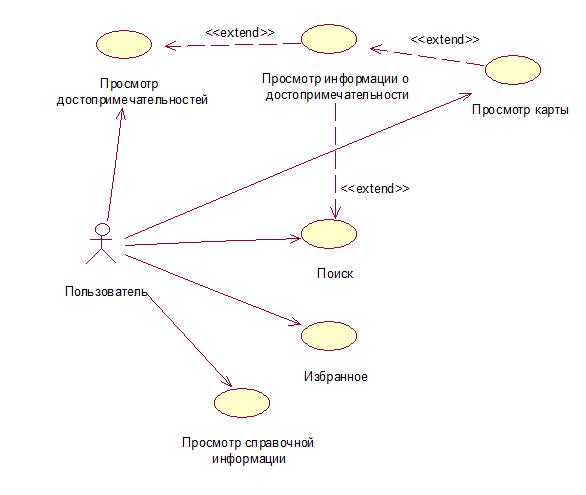 <<extend>>
<<extend>>
Просмотр
достопримечательностей
Просмотр информации о
достопримечательности
Просмотр карты
<<extend>>
Поиск
Пользователь
Избранное
Просмотр справочной
информации